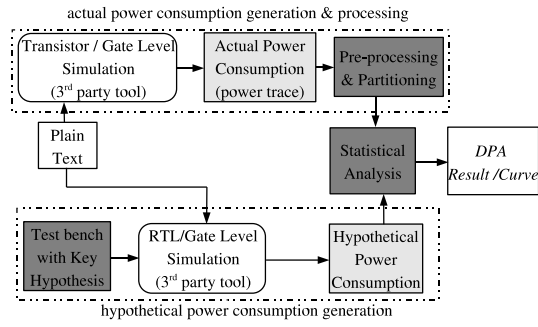 actual power consumption generation & processing
Transistor / Gate Level
Simulation
(3rd party tool)
Actual Power
Consumption
(power trace)
Pre-processing
& Partitioning
Plain
Text
Statistical
Analysis
DPA
Result /Curve
Test bench
with Key
Hypothesis
RTL/Gate Level
Simulation
(3rd party tool)
Hypothetical
Power
Consumption
hypothetical power consumption generation